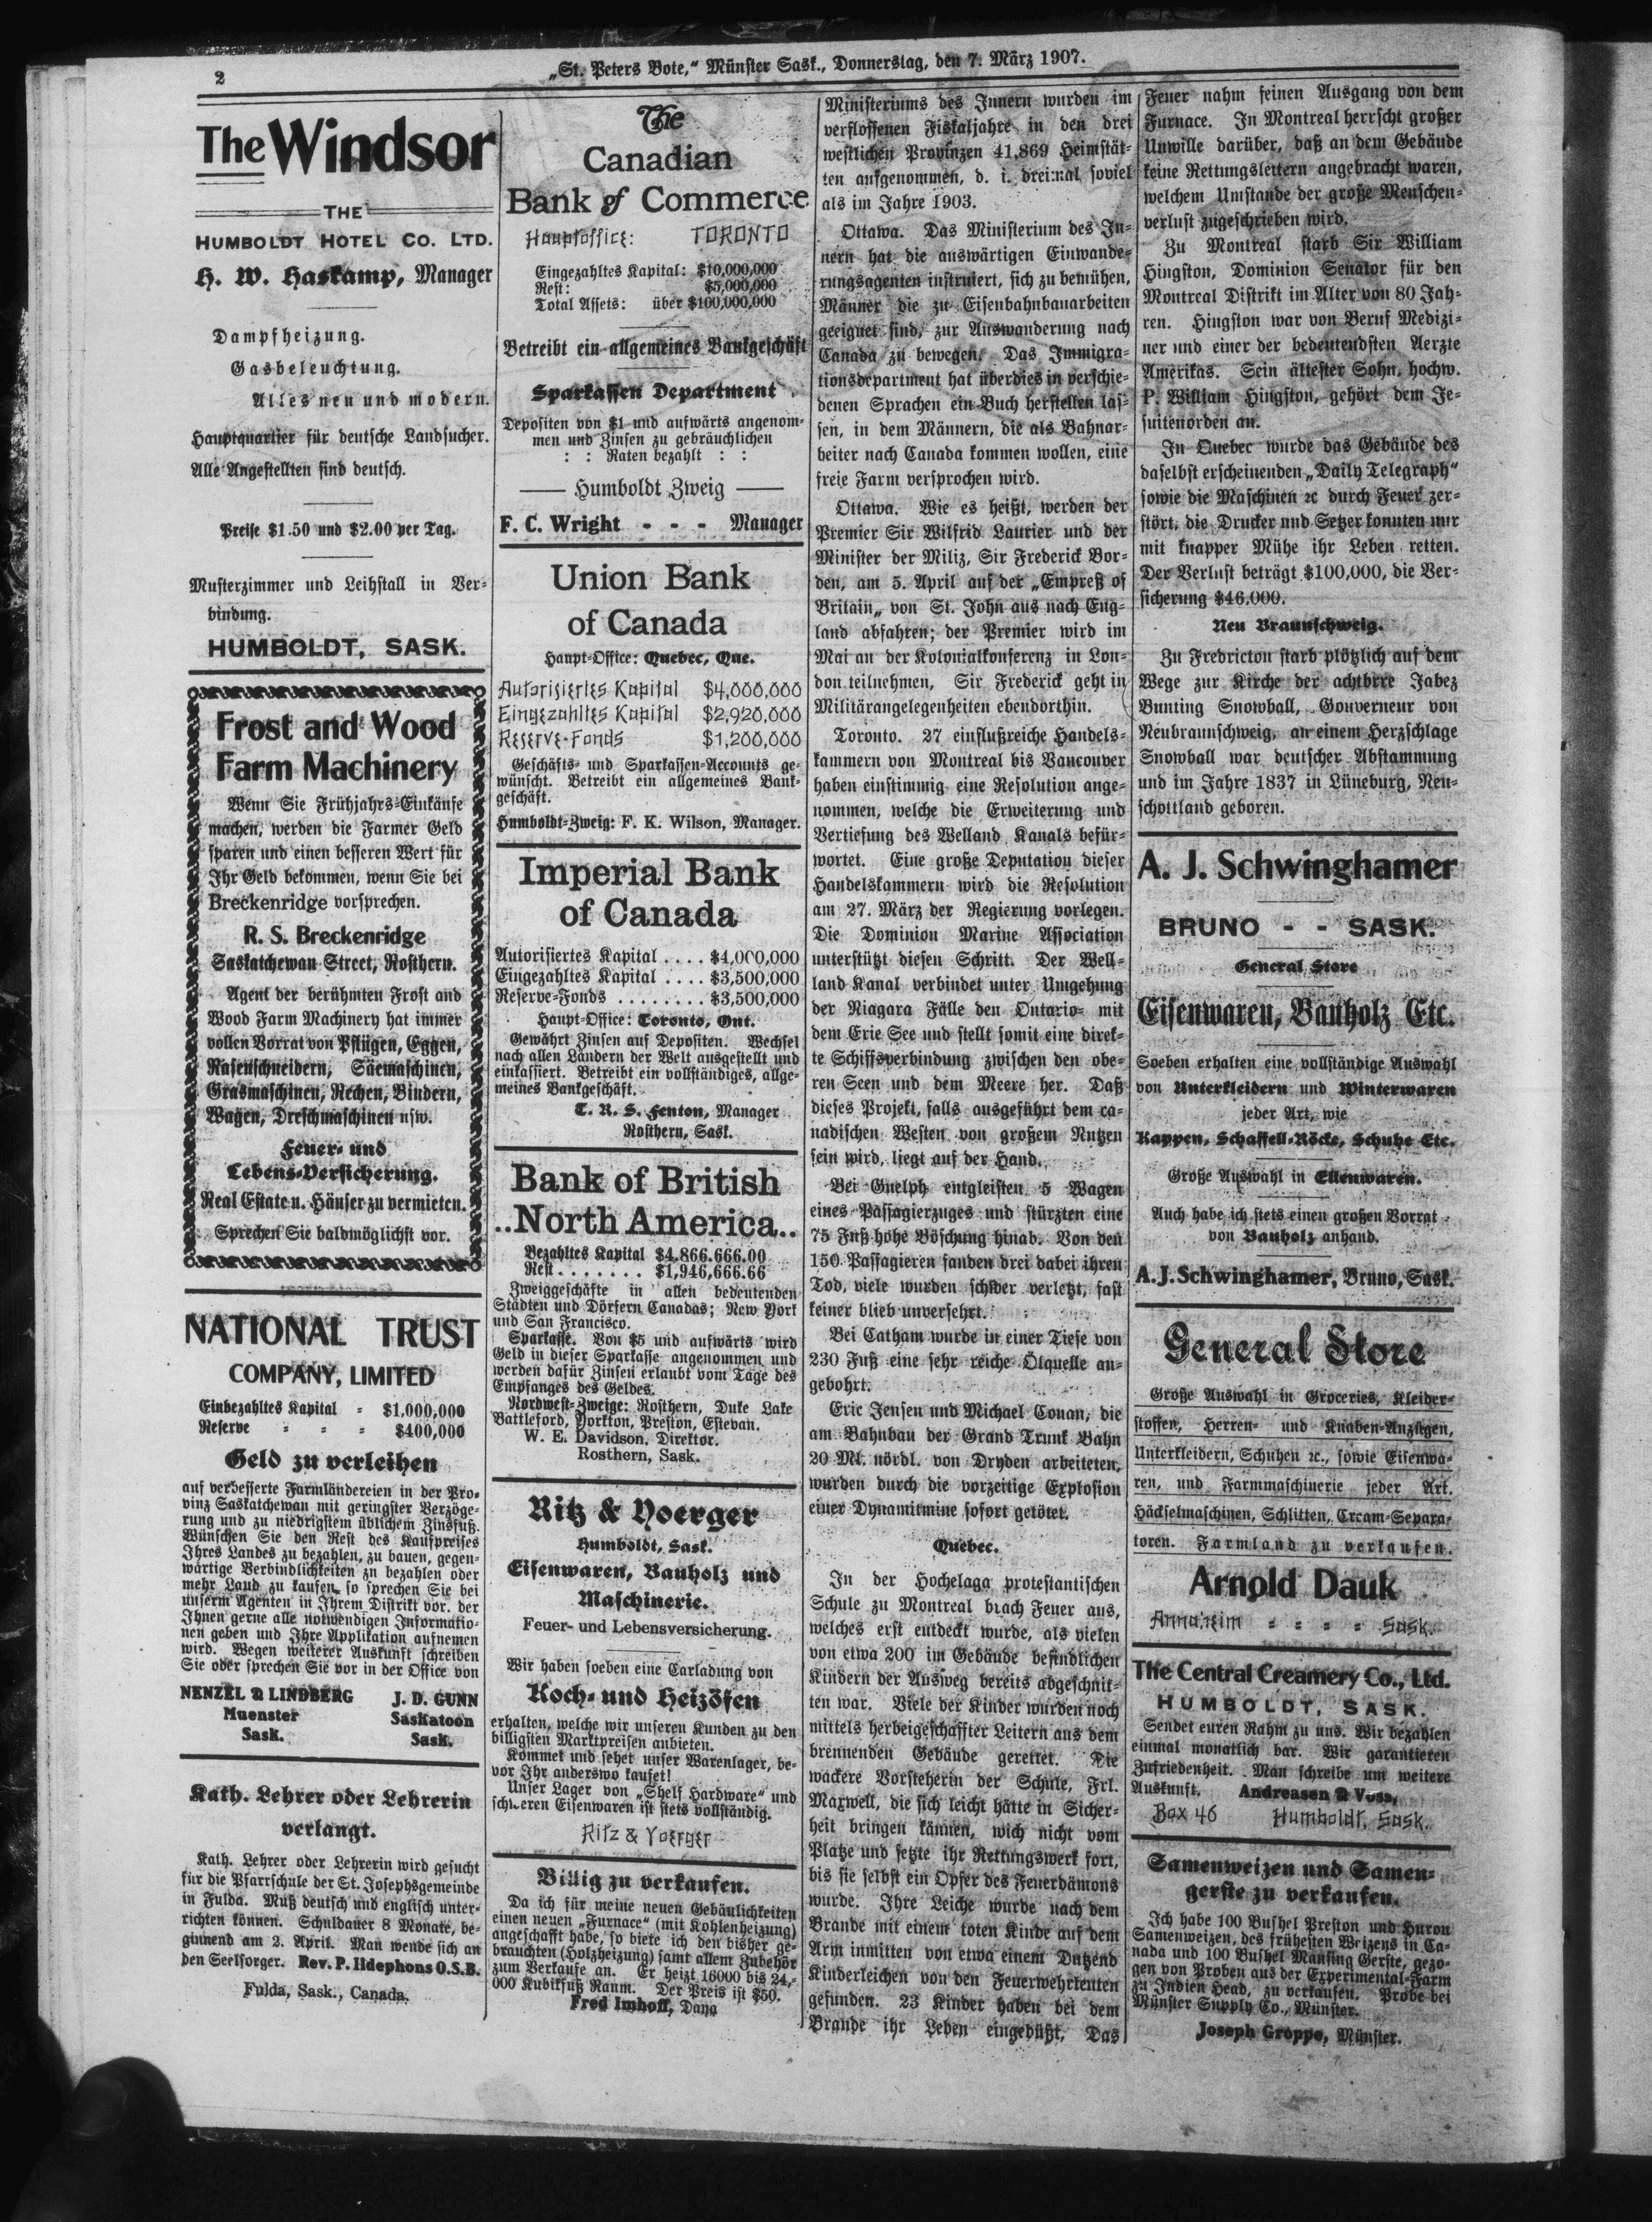 2
„St. Peters Bote,“ Münster Sask., Donnerslag, den 7. März 1907.
The Windsor
THE
HUMBOLDT HOTEL CO. LTD.
H. W. Haskamp, Manager
Dampfheizung.
Gasbeleuchtung.
Alles neu und modern.
Hauptquartier für deutsche Landsucher.
Alle Angestellten sind deutsch.
Preise $1.50 und $2.00 per Tag.
Musterzimmer und Leihstall in Ver-
bindung.
HUMBOLDT, SASK.
Frost and Wood
Farm Machinery
Wenn Sie Frühjahrs-Einkäufe
machen, werden die Farmer Geld
sparen und einen besseren Wert für
Ihr Geld bekommen, wenn Sie bei
Breckenridge vorsprechen.
R. S. Breckenridge
Saskatchewan Street, Rosthern.
Agent der berühmten Frost and
Wood Farm Machinery hat immer
vollen Vorrat von Pflügen, Eggen,
Rasenschneidern, Säemaschinen,
Grasmaschinen, Rechen, Bindern,
Wagen, Dreschmaschinen usw.
Feuer- und
Lebens-Versicherung.
Real Estate u. Häuser zu vermieten.
Sprechen Sie baldmöglichst vor.
NATIONAL TRUST
COMPANY, LIMITED
Einbezahltes Kapital - $1,000,000
Reserve - - - $400,000
Geld zu verleihen
auf verbesserte Farmländereien in der Pro-
vinz Saskatchewan mit geringster Verzöge-
rung und zu niedrigstem üblichem Zinsfuß.
Wünschen Sie den Rest des Kaufpreises
Ihres Landes zu bezahlen, zu bauen, gegen-
wärtige Verbindlichkeiten zu bezahlen oder
mehr Land zu kaufen, so sprechen Sie bei
unserm Agenten in Ihrem Distrikt vor. der
Ihnen gerne alle notwendigen Informatio-
nen geben und Ihre Applikation aufnemen
wird. Wegen weiterer Auskunft schreiben
Sie oder sprechen Sie vor in der Office von
NENZEL & LINDBERG J. D. GUNN
Muenster Saskatoon
Sask. Sask.
Kath. Lehrer oder Lehrerin
verlangt.
Kath. Lehrer oder Lehrerin wird gesucht
für die Pfarrschule der St. Josephsgemeinde
in Fulda. Muß deutsch und englisch unter-
richten können. Schuldauer 8 Monate, be-
ginnend am 2. April. Man wende sich an
den Seelsorger. Rev. P. Ildephons O.S.B.
Fulda, Sask., Canada.
The
Canadian
Bank of Commerce
Hauptoffice: TORONTO
Eingezahltes Kapital: $10,000,000
Rest: $5,000,000
Total Assets: über $100,000,000
Betreibt ein allgemeines Bankgeschäft
Sparkassen Department
Depositen von $1 und aufwärts angenom-
men und Zinsen zu gebräuchlichen
: : Raten bezahlt : :
Humboldt Zweig
F. C. Wright - - - Manager
Union Bank
of Canada
Haupt-Office: Quebec, Que.
Autorisiertes Kapital $4,000,000
Eingezahltes Kapital $2,920,000
Reserve-Fonds $1,200,000
Geschäfts- und Sparkassen-Accounts ge-
wünscht. Betreibt ein allgemeines Bank-
geschäft.
Humboldt-Zweig: F. K. Wilson, Manager.
Imperial Bank
of Canada
Autorisiertes Kapital .... $4,000,000
Eingezahltes Kapital .... $3,500,000
Reserve-Fonds ........ $3,500,000
Haupt-Office: Toronto, Ont.
Gewährt Zinsen auf Depositen. Wechsel
nach allen Ländern der Welt ausgestellt und
einkassiert. Betreibt ein vollständiges, allge-
meines Bankgeschäft.
T. R. S. Fenton, Manager
Rosthern, Sask.
Bank of British
..North America..
Bezahltes Kapital $4,866.666.00
Rest....... $1,946,666.66
Zweiggeschäfte in allen bedeutenden
Städten und Dörfern Canadas; New York
und San Francisco.
Sparkasse. Von $5 und aufwärts wird
Geld in dieser Sparkasse angenommen und
werden dafür Zinsen erlaubt vom Tage des
Empfanges des Geldes.
Nordwest-Zweige: Rosthern, Duke Lake
Battleford, Yorkton, Preston, Estevan.
W. E. Davidson, Direktor.
Rosthern, Sask.
Ritz & Yoerger
Humboldt, Sask.
Eisenwaren, Bauholz und
Maschinerie.
Feuer- und Lebensversicherung.
Wir haben soeben eine Carladung von
Koch- und Heizöfen
erhalten, welche wir unseren Kunden zu den
billigsten Marktpreisen anbieten.
Kommet und sehet unser Warenlager, be-
vor Ihr anderswo kaufet!
Unser Lager von „Shelf Hardware“ und
schweren Eisenwaren ist stets vollständig.
Ritz & Yoerger
Billig zu verkaufen.
Da ich für meine neuen Gebäulichkeiten
einen neuen „Furnace“ (mit Kohlenheizung)
angeschafft habe, so biete ich den bisher ge-
brauchten (Holzheizung) samt allem Zubehör
zum Verkaufe an. Er heizt 16000 bis 24,-
000 Kubikfuß Raum. Der Preis ist $50.
Fred Imhoff, Dana
Ministeriums des Innern wurden im
verflossenen Fiskaljahre in den drei
westlichen Provinzen 41,869 Heimstät-
ten aufgenommen, d. i. dreimal soviel
als im Jahre 1903.
Ottawa. Das Ministerium des In-
nern hat die auswärtigen Einwande-
rungsagenten instruiert, sich zu bemühen,
Männer die zu Eisenbahnbauarbeiten
geeignet sind, zur Auswanderung nach
Canada zu bewegen. Das Immigra-
tionsdepartment hat überdies in verschie-
denen Sprachen ein Buch herstellen las-
sen, in dem Männern, die als Bahnar-
beiter nach Canada kommen wollen, eine
freie Farm versprochen wird.
Ottawa. Wie es heißt, werden der
Premier Sir Wilfrid Laurier und der
Minister der Miliz, Sir Frederick Bor-
den, am 5. April auf der „Empreß of
Britain„ von St. John aus nach Eng-
land abfahren; der Premier wird im
Mai an der Kolonialkonferenz in Lon-
don teilnehmen, Sir Frederick geht in
Militärangelegenheiten ebendorthin.
Toronto. 27 einflußreiche Handels-
kammern von Montreal bis Vancouver
haben einstimmig eine Resolution ange-
nommen, welche die Erweiterung und
Vertiefung des Welland Kanals befür-
wortet. Eine große Deputation dieser
Handelskammern wird die Resolution
am 27. März der Regierung vorlegen.
Die Dominion Marine Association
unterstützt diesen Schritt. Der Well-
land Kanal verbindet unter Umgehung
der Niagara Fälle den Ontario- mit
dem Erie See und stellt somit eine direk-
te Schiffsverbindung zwischen den obe-
ren Seen und dem Meere her. Daß
dieses Projekt, falls ausgeführt dem ca-
nadischen Westen von großem Nutzen
sein wird, liegt auf der Hand.
Bei Guelph entgleisten 5 Wagen
eines Passagierzuges und stürzten eine
75 Fuß hohe Böschung hinab. Von den
150 Passagieren fanden drei dabei ihren
Tod, viele wurden schwer verletzt, fast
keiner blieb unversehrt.
Bei Catham wurde in einer Tiefe von
230 Fuß eine sehr reiche Ölquelle an-
gebohrt.
Eric Jensen und Michael Conan, die
am Bahnbau der Grand Trunk Bahn
20 Ml. nördl. von Dryden arbeiteten,
wurden durch die vorzeitige Explosion
einer Dynamitmine sofort getötet.
Quebec.
In der Hochelaga protestantischen
Schule zu Montreal brach Feuer aus,
welches erst entdeckt wurde, als vielen
von etwa 200 im Gebäude befindlichen
Kindern der Ausweg bereits abgeschnit-
ten war. Viele der Kinder wurden noch
mittels herbeigeschaffter Leitern aus dem
brennenden Gebäude gerettet. Die
wackere Vorsteherin der Schule, Frl.
Maxwell, die sich leicht hätte in Sicher-
heit bringen können, wich nicht vom
Platze und setzte ihr Rettungswerk fort,
bis sie selbst ein Opfer des Feuerdämons
wurde. Ihre Leiche wurde nach dem
Brande mit einem toten Kinde auf dem
Arm inmitten von etwa einem Dutzend
Kinderleichen von den Feuerwehrleuten
gefunden. 23 Kinder haben bei dem
Brande ihr Leben eingebüßt. Das
Feuer nahm seinen Ausgang von dem
Furnace. In Montreal herrscht großer
Unwille darüber, daß an dem Gebäude
keine Rettungsleitern angebracht waren,
welchem Umstande der große Menschen-
verlust zugeschrieben wird.
Zu Montreal starb Sir William
Hingston, Dominion Senator für den
Montreal Distrikt im Alter von 80 Jah-
ren. Hingston war von Beruf Medizi-
ner und einer der bedeutendsten Aerzte
Amerikas. Sein ältester Sohn, hochw.
P. William Hingston, gehört dem Je-
suitenorden an.
In Quebec wurde das Gebäude des
daselbst erscheinenden „Daily Telegraph“
sowie die Maschinen ꝛc durch Feuer zer-
stört, die Drucker und Setzer konnten nur
mit knapper Mühe ihr Leben retten.
Der Verlust beträgt $100,000, die Ver-
sicherung $46,000.
Neu Braunschweig.
Zu Fredricton starb plötzlich auf dem
Wege zur Kirche der achtbrre Jabez
Bunting Snowball, Gouverneur von
Neubraunschweig, an einem Herzschlage
Snowball war deutscher Abstammung
und im Jahre 1837 in Lüneburg, Neu-
schottland geboren.
A. J. Schwinghamer
BRUNO - - SASK.
General Store
Eisenwaren, Bauholz Etc.
Soeben erhalten eine vollständige Auswahl
von Unterkleidern und Winterwaren
jeder Art, wie
Kappen, Schaffell-Röcke, Schuhe Etc.
Große Auswahl in Ellenwaren.
Auch habe ich stets einen großen Vorrat
von Bauholz anhand.
A. J. Schwinghamer, Bruno, Sask.
General Store
Große Auswahl in Groceries, Kleider-
stoffen, Herren- und Knaben-Anzügen,
Unterkleidern, Schuhen ꝛc., sowie Eisenwa-
ren, und Farmmaschinerie jeder Art.
Häckselmaschinen, Schlitten, Cream-Separa-
toren. Farmland zu verkaufen.
Arnold Dauk
Annaheim - - - - Sask.
The Central Creamery Co., Ltd.
HUMBOLDT, SASK.
Sendet euren Rahm zu uns. Wir bezahlen
einmal monatlich bar. Wir garantieren
Zufriedenheit. Man schreibe um weitere
Auskunft. Andreasen & Voss,
Box 46 Humboldt, Sask.
Samenweizen und Samen-
gerste zu verkaufen.
Ich habe 100 Bushel Preston und Huron
Samenweizen, des frühesten Weizens in Ca-
nada und 100 Bushel Mansing Gerste, gezo-
gen von Proben aus der Experimental-Farm
zu Indien Head, zu verkaufen. Probe bei
Münster Supply Co., Münster.
Joseph Groppe, Münster.